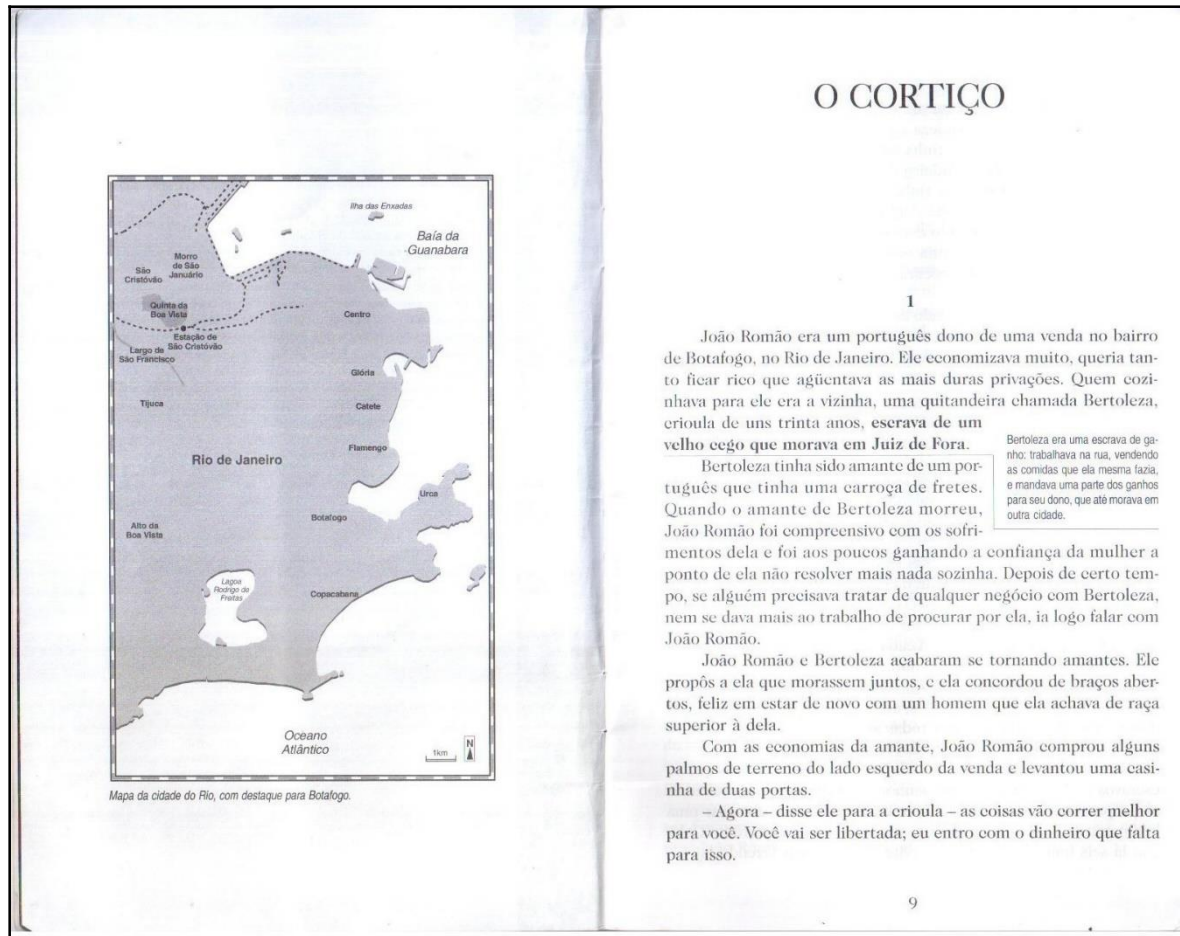 Ilha das Enxadas
Baía da
Guanabara
Morro
de São
Januário
São
Cristóvão
Quinta da
Boa Vista
Estação de
São Cristóvão
Largo de
São Francisco
Centro
Glória
Tijuca
Catete
Flamengo
Rio de Janeiro
Urca
Botafogo
Alto da
Boa Vista
Lagoa
Rodrigo de
Freitas
Copacabana
Oceano
Atlântico
1km
N
Mapa da cidade do Rio, com destaque para Botafogo.
O CORTIÇO
1
João Romão era um português dono de uma venda no bairro
de Botafogo, no Rio de Janeiro. Ele economizava muito, queria tan-
to ficar rico que agüentava as mais duras privações. Quem cozi-
nhava para ele era a vizinha, uma quitandeira chamada Bertoleza,
crioula de uns trinta anos, escrava de um
velho cego que morava em Juiz de Fora.
Bertoleza era uma escrava de ga-
nho: trabalhava na rua, vendendo
as comidas que ela mesma fazia,
e mandava uma parte dos ganhos
para seu dono, que até morava em
outra cidade.
Bertoleza tinha sido amante de um por-
tuguês que tinha uma carroça de fretes.
Quando o amante de Bertoleza morreu,
João Romão foi compreensivo com os sofri-
mentos dela e foi aos poucos ganhando a confiança da mulher a
ponto de ela não resolver mais nada sozinha. Depois de certo tem-
po, se alguém precisava tratar de qualquer negócio com Bertoleza,
nem se dava mais ao trabalho de procurar por ela, ia logo falar com
João Romão.
João Romão e Bertoleza acabaram se tornando amantes. Ele
propôs a ela que morassem juntos, e ela concordou de braços aber-
tos, feliz em estar de novo com um homem que ela achava de raça
superior à dela.
Com as economias da amante, João Romão comprou alguns
palmos de terreno do lado esquerdo da venda e levantou uma casi-
nha de duas portas.
– Agora – disse ele para a crioula – as coisas vão correr melhor
para você. Você vai ser libertada; eu entro com o dinheiro que falta
para isso.
9